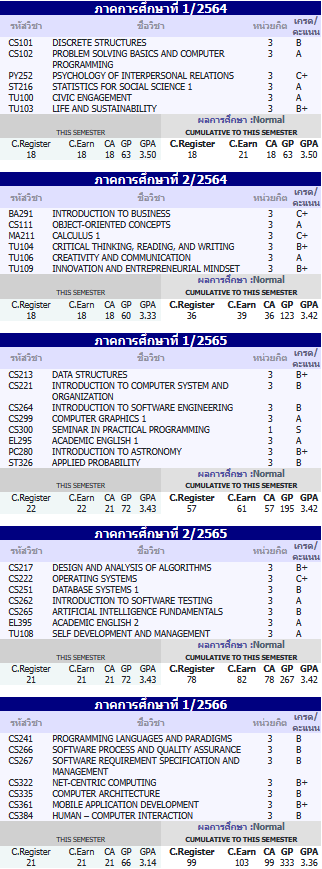 ภาคการศึกษาที่ 1/2564
รหัสวิชา ชื่อวิชา หน่วยกิต เกรด/คะแนน
CS101 DISCRETE STRUCTURES 3 B
CS102 PROBLEM SOLVING BASICS AND COMPUTER 3 A
PROGRAMMING
PY252 PSYCHOLOGY OF INTERPERSONAL RELATIONS 3 C+
ST216 STATISTICS FOR SOCIAL SCIENCE 1 3 A
TU100 CIVIC ENGAGEMENT 3 A
TU103 LIFE AND SUSTAINABILITY 3 B+
ผลการศึกษา :Normal
THIS SEMESTER CUMULATIVE TO THIS SEMESTER
C.Register C.Earn CA GP GPA C.Register C.Earn CA GP GPA
18 18 18 63 3.50 18 21 18 63 3.50
ภาคการศึกษาที่ 2/2564
รหัสวิชา ชื่อวิชา หน่วยกิต เกรด/คะแนน
BA291 INTRODUCTION TO BUSINESS 3 C+
CS111 OBJECT-ORIENTED CONCEPTS 3 A
MA211 CALCULUS 1 3 C+
TU104 CRITICAL THINKING, READING, AND WRITING 3 B+
TU106 CREATIVITY AND COMMUNICATION 3 A
TU109 INNOVATION AND ENTREPRENEURIAL MINDSET 3 B+
ผลการศึกษา :Normal
THIS SEMESTER CUMULATIVE TO THIS SEMESTER
C.Register C.Earn CA GP GPA C.Register C.Earn CA GP GPA
18 18 18 60 3.33 36 39 36 123 3.42
ภาคการศึกษาที่ 1/2565
รหัสวิชา ชื่อวิชา หน่วยกิต เกรด/คะแนน
CS213 DATA STRUCTURES 3 B+
CS221 INTRODUCTION TO COMPUTER SYSTEM AND 3 B
ORGANIZATION
CS264 INTRODUCTION TO SOFTWARE ENGINEERING 3 B
CS299 COMPUTER GRAPHICS 1 3 A
CS300 SEMINAR IN PRACTICAL PROGRAMMING 1 S
EL295 ACADEMIC ENGLISH 1 3 A
PC280 INTRODUCTION TO ASTRONOMY 3 B+
ST326 APPLIED PROBABILITY 3 B
ผลการศึกษา :Normal
THIS SEMESTER CUMULATIVE TO THIS SEMESTER
C.Register C.Earn CA GP GPA C.Register C.Earn CA GP GPA
22 22 21 72 3.43 57 61 57 195 3.42
ภาคการศึกษาที่ 2/2565
รหัสวิชา ชื่อวิชา หน่วยกิต เกรด/คะแนน
CS217 DESIGN AND ANALYSIS OF ALGORITHMS 3 B+
CS222 OPERATING SYSTEMS 3 C+
CS251 DATABASE SYSTEMS 1 3 B
CS262 INTRODUCTION TO SOFTWARE TESTING 3 A
CS265 ARTIFICIAL INTELLIGENCE FUNDAMENTALS 3 B
EL395 ACADEMIC ENGLISH 2 3 A
TU108 SELF DEVELOPMENT AND MANAGEMENT 3 A
ผลการศึกษา :Normal
THIS SEMESTER CUMULATIVE TO THIS SEMESTER
C.Register C.Earn CA GP GPA C.Register C.Earn CA GP GPA
21 21 21 72 3.43 78 82 78 267 3.42
ภาคการศึกษาที่ 1/2566
รหัสวิชา ชื่อวิชา หน่วยกิต เกรด/คะแนน
CS241 PROGRAMMING LANGUAGES AND PARADIGMS 3 B
CS266 SOFTWARE PROCESS AND QUALITY ASSURANCE 3 B
CS267 SOFTWARE REQUIREMENT SPECIFICATION AND 3 B
MANAGEMENT
CS322 NET-CENTRIC COMPUTING 3 B+
CS335 COMPUTER ARCHITECTURE 3 B
CS361 MOBILE APPLICATION DEVELOPMENT 3 B+
CS384 HUMAN – COMPUTER INTERACTION 3 B
ผลการศึกษา :Normal
THIS SEMESTER CUMULATIVE TO THIS SEMESTER
C.Register C.Earn CA GP GPA C.Register C.Earn CA GP GPA
21 21 21 66 3.14 99 103 99 333 3.36